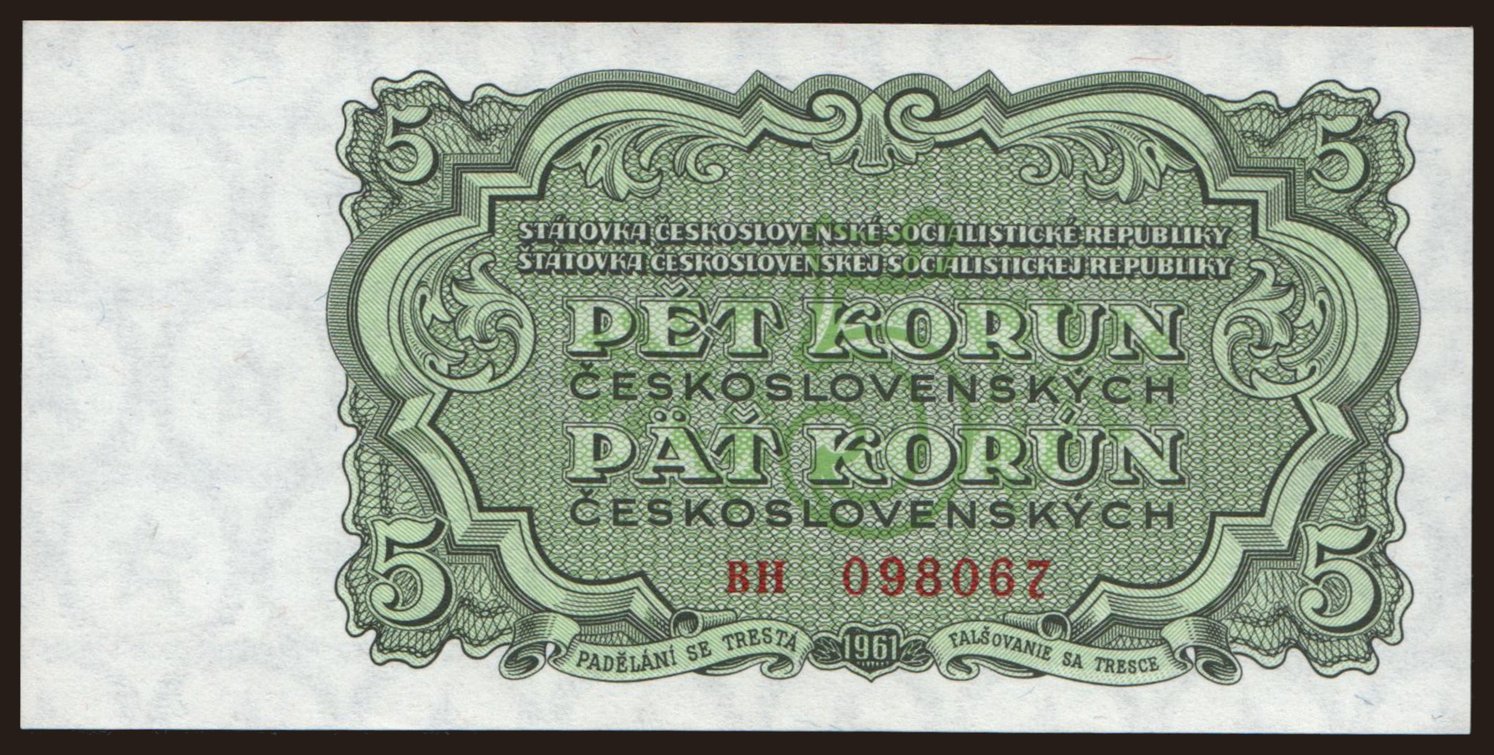 5 5
STÁTOVKA ČESKOSLOVENSKÉ SOCIALISTICKÉ REPUBLIKY
ŠTÁTOVKA ČESKOSLOVENSKEJ SOCIALISTICKEJ REPUBLIKY
PĚT KORUN
ČESKOSLOVENSKÝCH
PÄŤ KORÚN
ČESKOSLOVENSKÝCH
BH 098067
5 5
PADĚLÁNÍ SE TRESTÁ 1961 FALŠOVANIE SA TRESCE